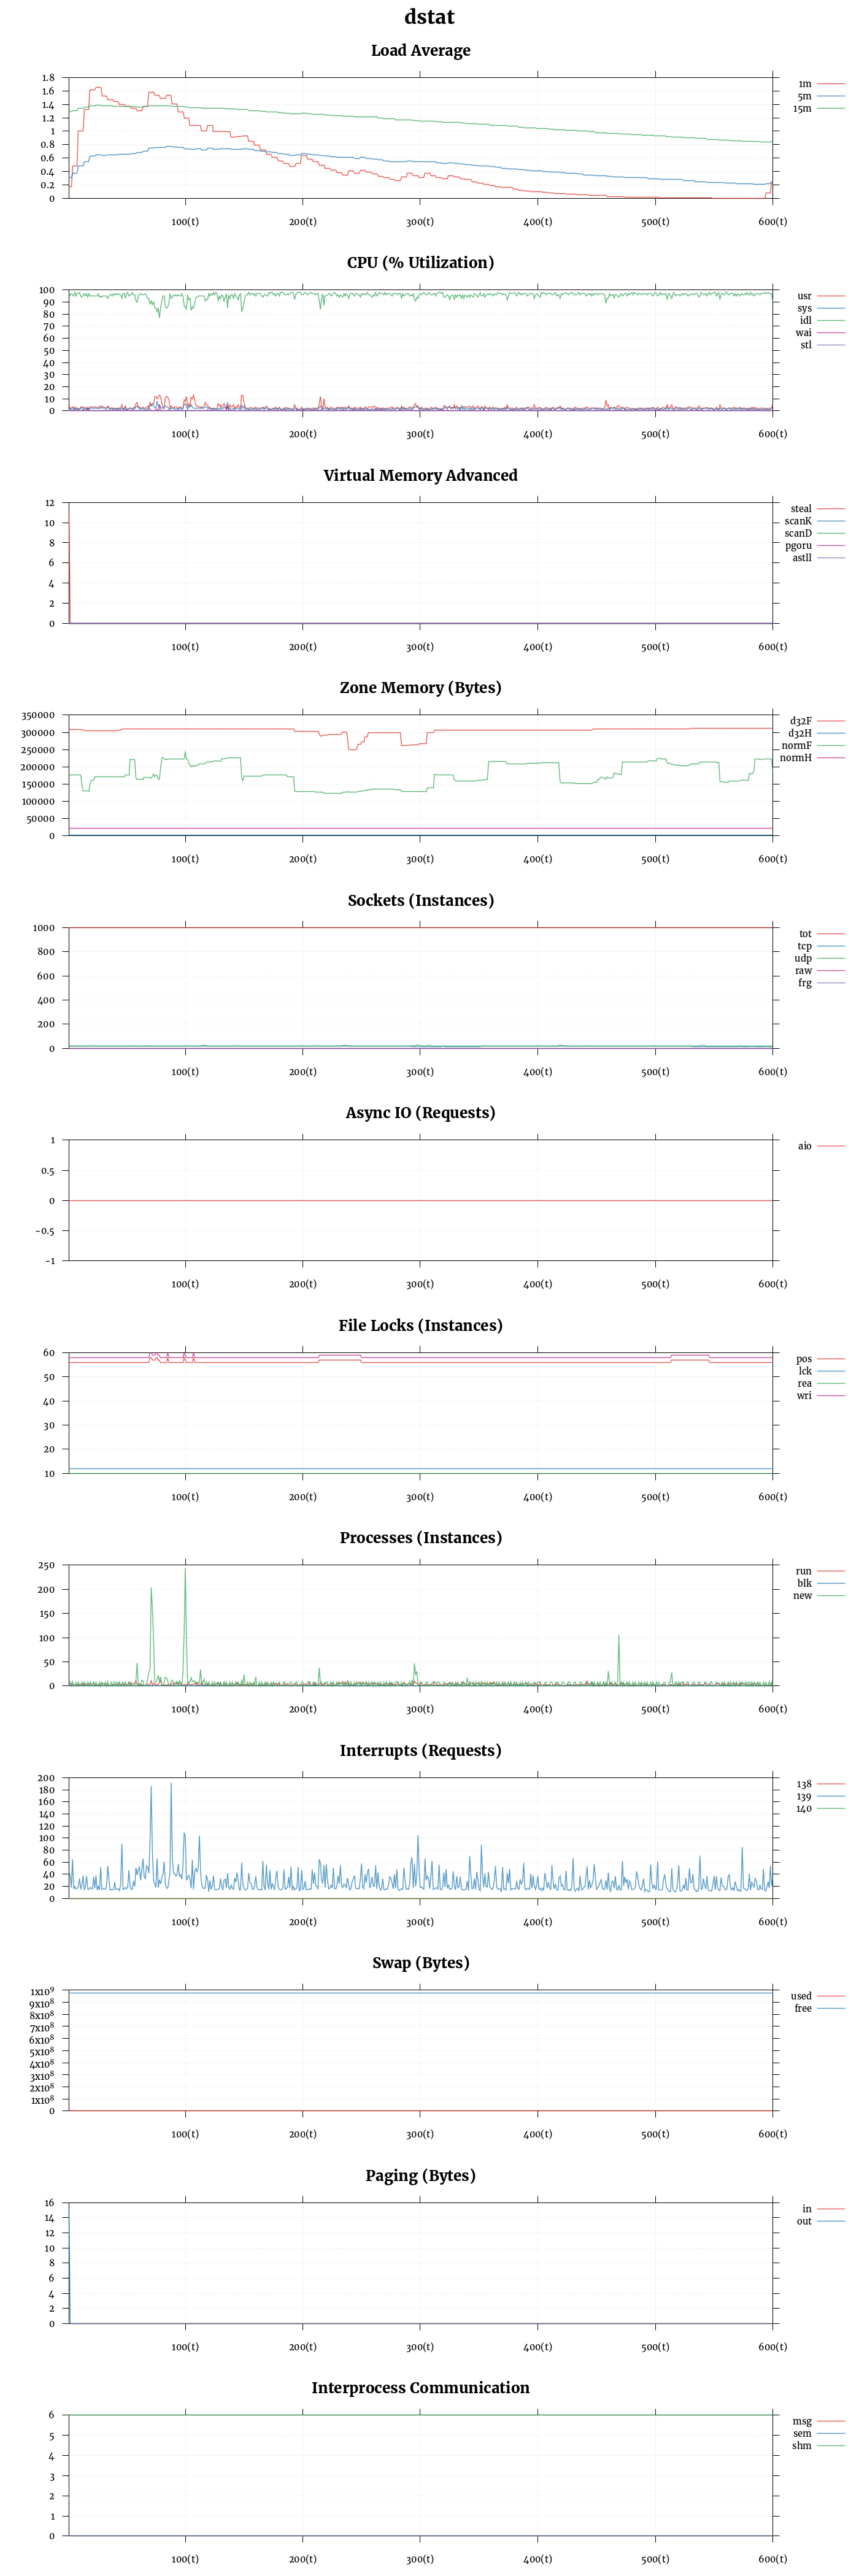 dstat
Load Average
1.8
1.6
1.4
1.2
1
0.8
0.6
0.4
0.2
0
100(t) 200(t) 300(t) 400(t) 500(t) 600(t)
1m
5m
15m
CPU (% Utilization)
100
90
80
70
60
50
40
30
20
10
0
100(t) 200(t) 300(t) 400(t) 500(t) 600(t)
usr
sys
idl
wai
stl
Virtual Memory Advanced
12
10
8
6
4
2
0
100(t) 200(t) 300(t) 400(t) 500(t) 600(t)
steal
scanK
scanD
pgoru
astll
Zone Memory (Bytes)
350000
300000
250000
200000
150000
100000
50000
0
100(t) 200(t) 300(t) 400(t) 500(t) 600(t)
d32F
d32H
normF
normH
Sockets (Instances)
1000
800
600
400
200
0
100(t) 200(t) 300(t) 400(t) 500(t) 600(t)
tot
tcp
udp
raw
frg
Async IO (Requests)
1
0.5
0
-0.5
-1
100(t) 200(t) 300(t) 400(t) 500(t) 600(t)
aio
File Locks (Instances)
60
50
40
30
20
10
100(t) 200(t) 300(t) 400(t) 500(t) 600(t)
pos
lck
rea
wri
Processes (Instances)
250
200
150
100
50
0
100(t) 200(t) 300(t) 400(t) 500(t) 600(t)
run
blk
new
Interrupts (Requests)
200
180
160
140
120
100
80
60
40
20
0
100(t) 200(t) 300(t) 400(t) 500(t) 600(t)
138
139
140
Swap (Bytes)
1x10⁹
9x10⁸
8x10⁸
7x10⁸
6x10⁸
5x10⁸
4x10⁸
3x10⁸
2x10⁸
1x10⁸
0
100(t) 200(t) 300(t) 400(t) 500(t) 600(t)
used
free
Paging (Bytes)
16
14
12
10
8
6
4
2
0
100(t) 200(t) 300(t) 400(t) 500(t) 600(t)
in
out
Interprocess Communication
6
5
4
3
2
1
0
100(t) 200(t) 300(t) 400(t) 500(t) 600(t)
msg
sem
shm